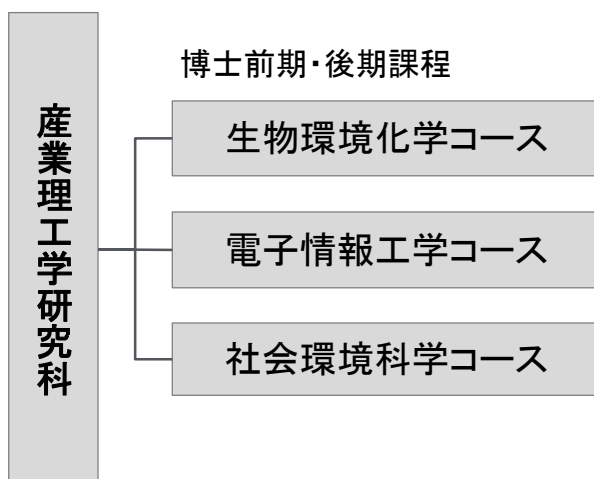 産業理工学研究科
博士前期・後期課程
生物環境化学コース
電子情報工学コース
社会環境科学コース